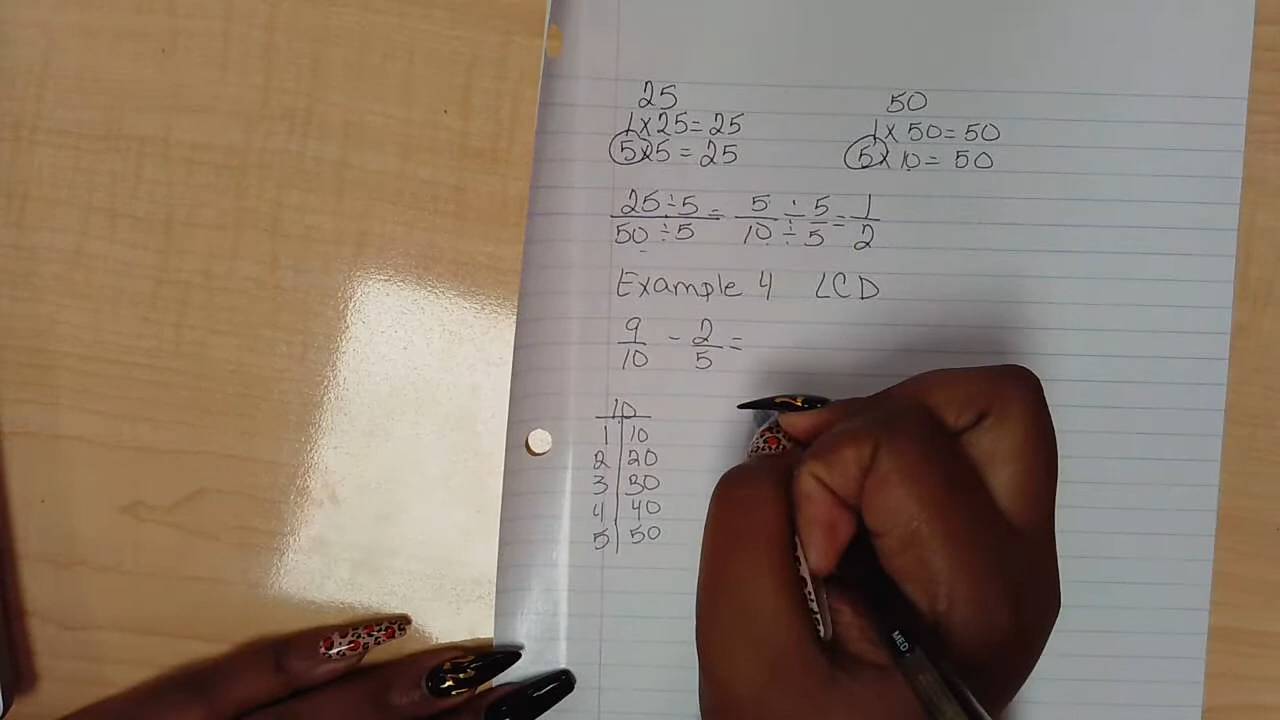 25 50
1x25=25 1x50=50
5x5=25 5x10=50
25÷5/50÷5 = 5/10 ÷ 5/5 = 1/2
Example 4 LCD
9/10 - 2/5 =
10
1 10
2 20
3 30
4 40
5 50
MED